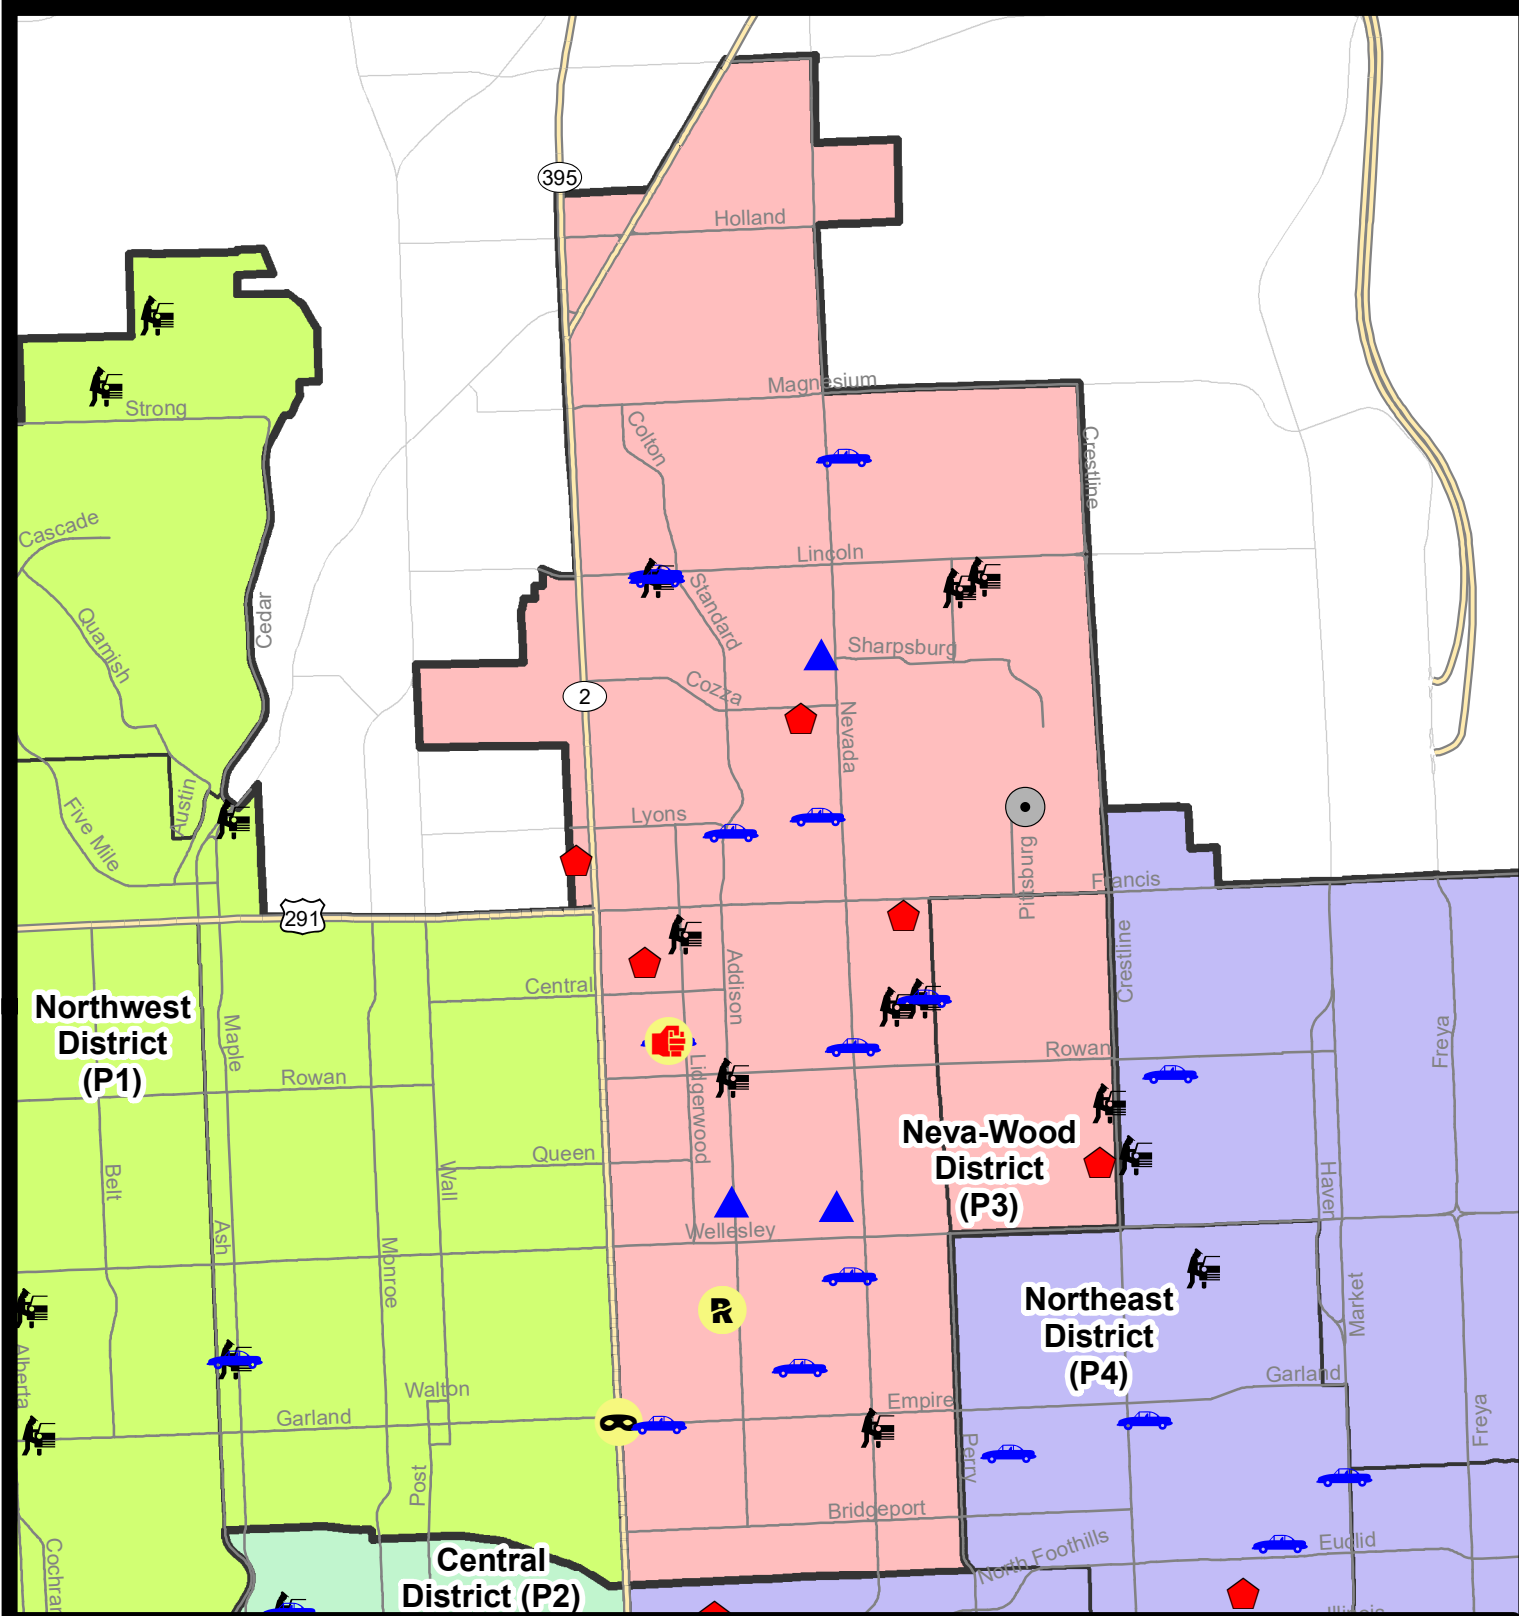 395
Holland
Magnesium
Strong
Colton
Crestline
Cascade
Lincoln
Standard
Quamish
Cedar
Sharpsburg
Cozza
2
Nevada
Austin
Five Mile
Lyons
Pittsburg
Francis
291
Central
Addison
Crestline
Northwest
District
(P1)
Maple
Rowan
Lidgerwood
Rowan
Freya
Neva-Wood
District
(P3)
Belt
Wall
Queen
Haven
Ash
Monroe
Wellesley
R
Northeast
District
(P4)
Market
Alberta
Walton
Garland
Empire
Garland
Freya
Perry
Post
Bridgeport
Euclid
North Foothills
Central
District (P2)